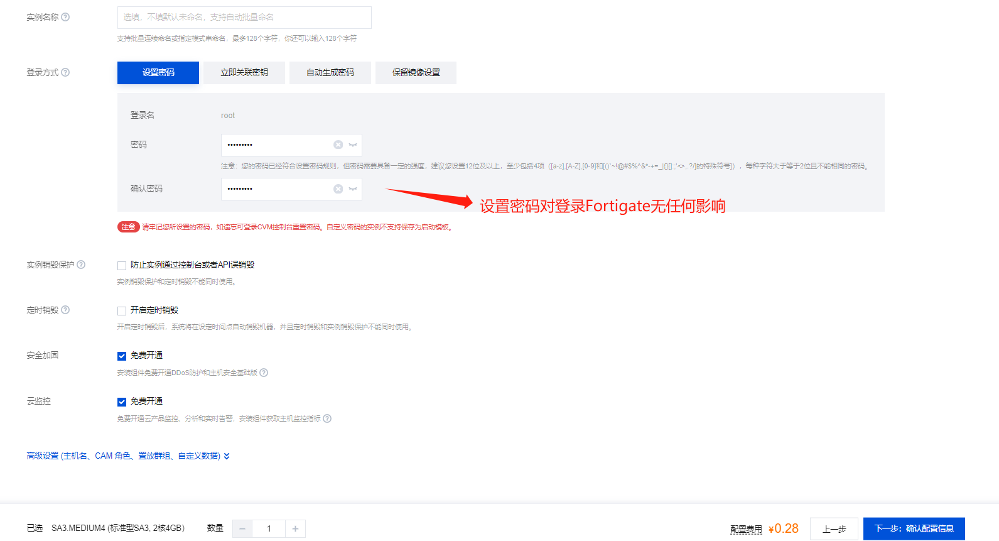 实例名称
选填，不填默认未命名，支持自动批量命名
支持批量连续命名或指定模式串命名，最多128个字符，你还可以输入128个字符
登录方式
设置密码 立即关联密钥 自动生成密码 保留镜像设置
登录名 root
密码 •••••••••
注意：您的密码已经符合设置密码规则，但密码需要具备一定的强度，建议您设置12位及以上，至少包括4项（[a-z],[A-Z],[0-9]和[()`~!@#$%^&*-+=_|{}[]:;'<>,.?/]的特殊符号]），每种字符大于等于2位且不能相同的密码。
确认密码 •••••••••
设置密码对登录Fortigate无任何影响
注意 请牢记您所设置的密码，如遗忘可登录CVM控制台重置密码。自定义密码的实例不支持保存为启动模板。
实例销毁保护 防止实例通过控制台或者API误销毁
实例销毁保护和定时销毁不能同时使用。
定时销毁 开启定时销毁
开启定时销毁后，系统将在设定时间点自动销毁机器，并且定时销毁和实例销毁保护不能同时使用。
安全加固 免费开通
安装组件免费开通DDoS防护和主机安全基础版
云监控 免费开通
免费开通云产品监控、分析和实时告警，安装组件获取主机监控指标
高级设置 (主机名、CAM 角色、置放群组、自定义数据)
已选 SA3.MEDIUM4 (标准型SA3, 2核4GB) 数量 − 1 + 配置费用 ¥0.28 上一步 下一步：确认配置信息